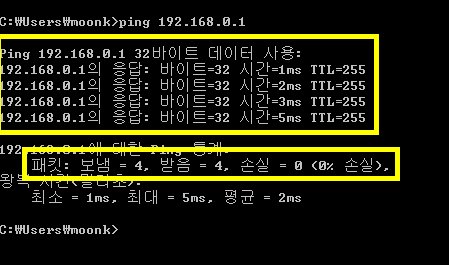 C:₩Users₩moonk>ping 192.168.0.1
Ping 192.168.0.1 32바이트 데이터 사용:
192.168.0.1의 응답: 바이트=32 시간=1ms TTL=255
192.168.0.1의 응답: 바이트=32 시간=2ms TTL=255
192.168.0.1의 응답: 바이트=32 시간=3ms TTL=255
192.168.0.1의 응답: 바이트=32 시간=5ms TTL=255
192.168.0.1에 대한 Ping 통계:
패킷: 보냄 = 4, 받음 = 4, 손실 = 0 (0% 손실),
왕복 시간(밀리초):
최소 = 1ms, 최대 = 5ms, 평균 = 2ms
C:₩Users₩moonk>